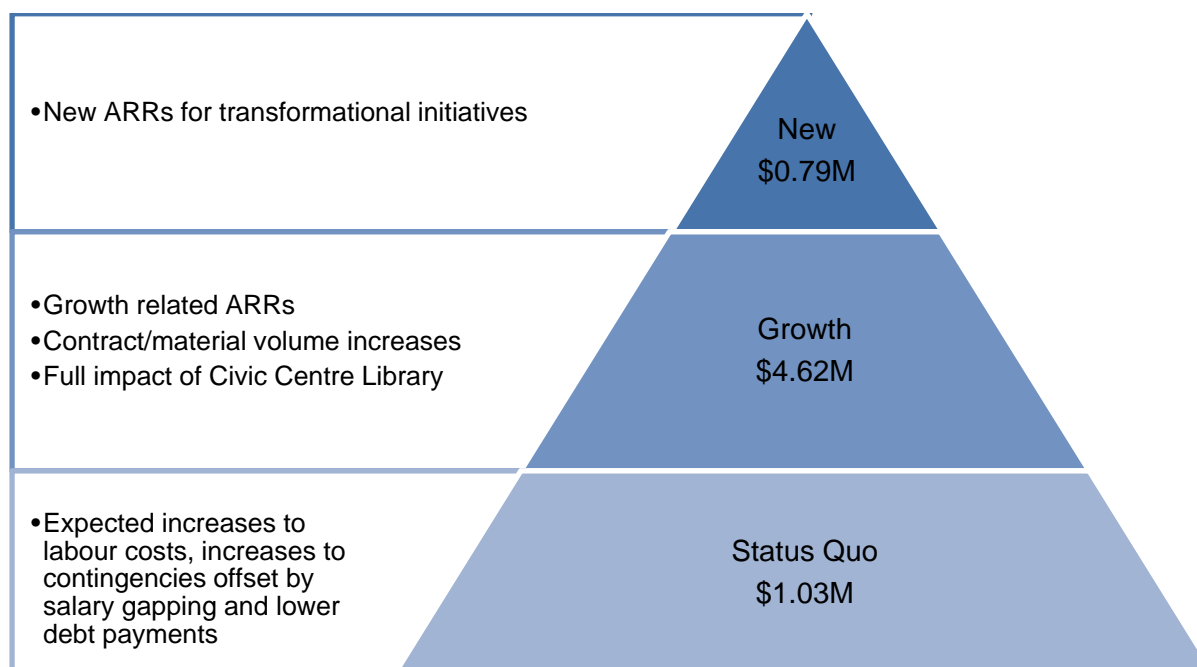 •New ARRs for transformational initiatives
New
$0.79M
•Growth related ARRs
•Contract/material volume increases
•Full impact of Civic Centre Library
Growth
$4.62M
•Expected increases to
labour costs, increases to
contingencies offset by
salary gapping and lower
debt payments
Status Quo
$1.03M